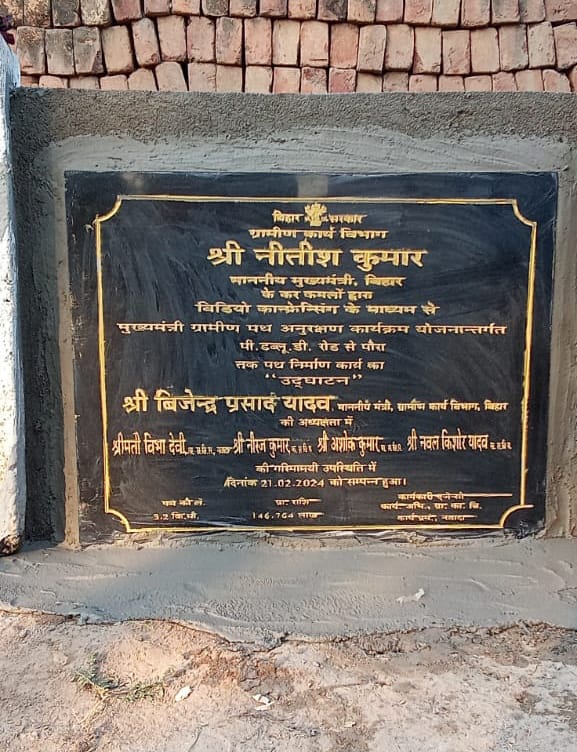 बिहार सरकार
ग्रामीण कार्य विभाग
श्री नीतीश कुमार
माननीय मुख्यमंत्री, बिहार
के कर कमलों द्वारा
विडियो कान्फ्रेन्सिंग के माध्यम से
मुख्यमंत्री ग्रामीण पथ अनुरक्षण कार्यक्रम योजनान्तर्गत
पी.डब्लू.डी. रोड से पौरा
तक पथ निर्माण कार्य का
"उद्घाटन"
श्री बिजेन्द्र प्रसाद यादव, माननीय मंत्री, ग्रामीण कार्य विभाग, बिहार
की अध्यक्षता में
श्रीमती विभा देवी, श्री नीरज कुमार श्री अशोक कुमार श्री नवल किशोर यादव
की गरिमामयी उपस्थिति में
दिनांक 21.02.2024 को सम्पन्न हुआ।
पथ की लं. प्रा. राशि कार्यकारी एजेन्सी
3.2 कि.मी. 146.764 लाख कार्य. अभि., ग्रा. का. वि.
कार्य प्रमं., नवादा